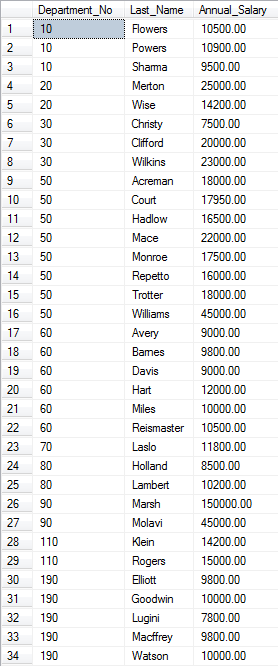 Department_No Last_Name Annual_Salary
1 10 Flowers 10500.00
2 10 Powers 10900.00
3 10 Sharma 9500.00
4 20 Merton 25000.00
5 20 Wise 14200.00
6 30 Christy 7500.00
7 30 Clifford 20000.00
8 30 Wilkins 23000.00
9 50 Acreman 18000.00
10 50 Court 17950.00
11 50 Hadlow 16500.00
12 50 Mace 22000.00
13 50 Monroe 17500.00
14 50 Repetto 16000.00
15 50 Trotter 18000.00
16 50 Williams 45000.00
17 60 Avery 9000.00
18 60 Barnes 9800.00
19 60 Davis 9000.00
20 60 Hart 12000.00
21 60 Miles 10000.00
22 60 Reismaster 10500.00
23 70 Laslo 11800.00
24 80 Holland 8500.00
25 80 Lambert 10200.00
26 90 Marsh 150000.00
27 90 Molavi 45000.00
28 110 Klein 14200.00
29 110 Rogers 15000.00
30 190 Elliott 9800.00
31 190 Goodwin 10000.00
32 190 Lugini 7800.00
33 190 Macffrey 9800.00
34 190 Watson 10000.00